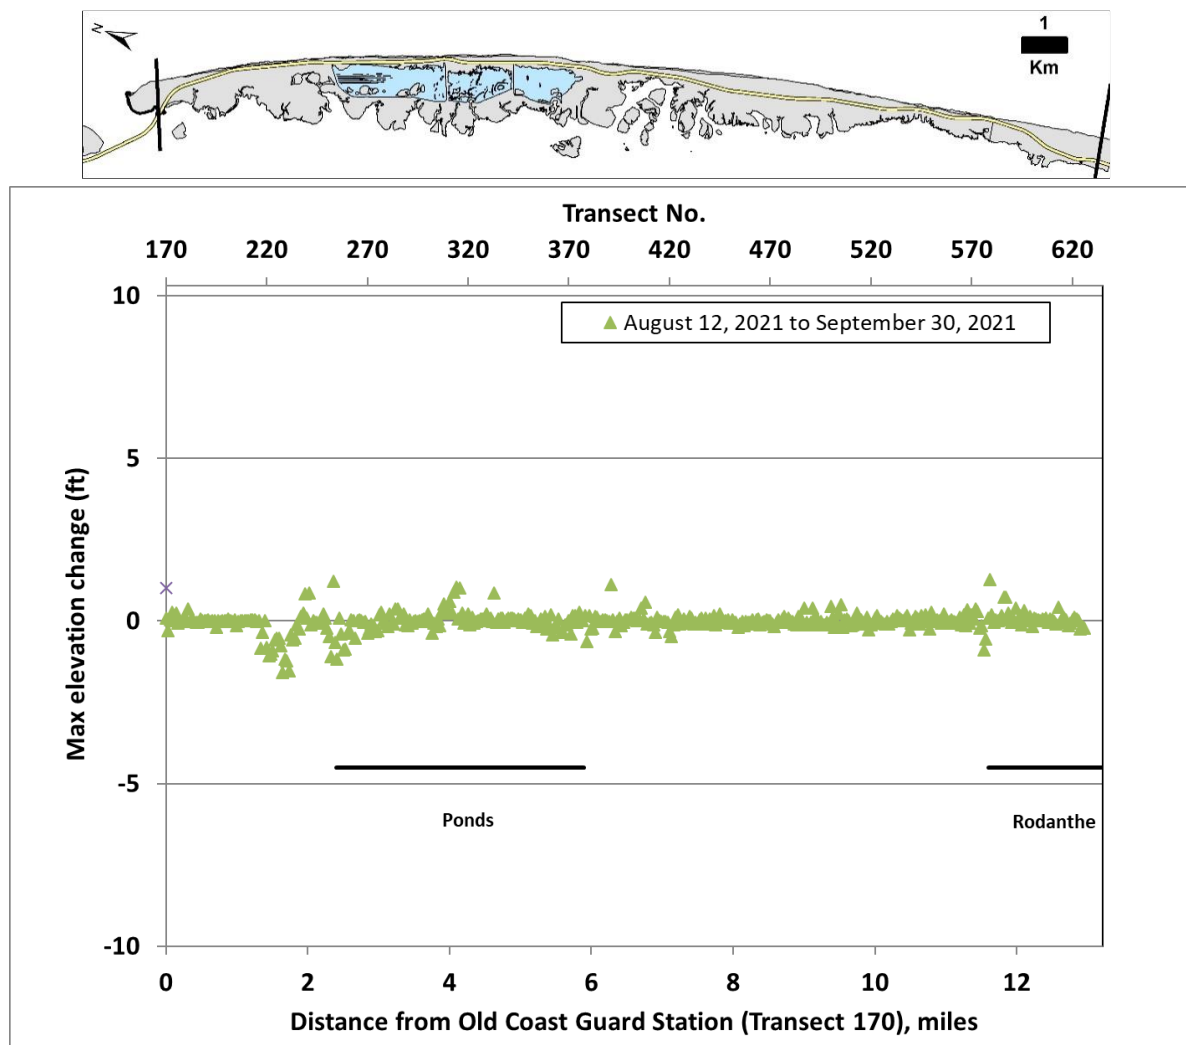 N
1
Km
Transect No.
170 220 270 320 370 420 470 520 570 620
10
▲ August 12, 2021 to September 30, 2021
5
0
-5
-10
Max elevation change (ft)
Ponds
Rodanthe
0 2 4 6 8 10 12
Distance from Old Coast Guard Station (Transect 170), miles